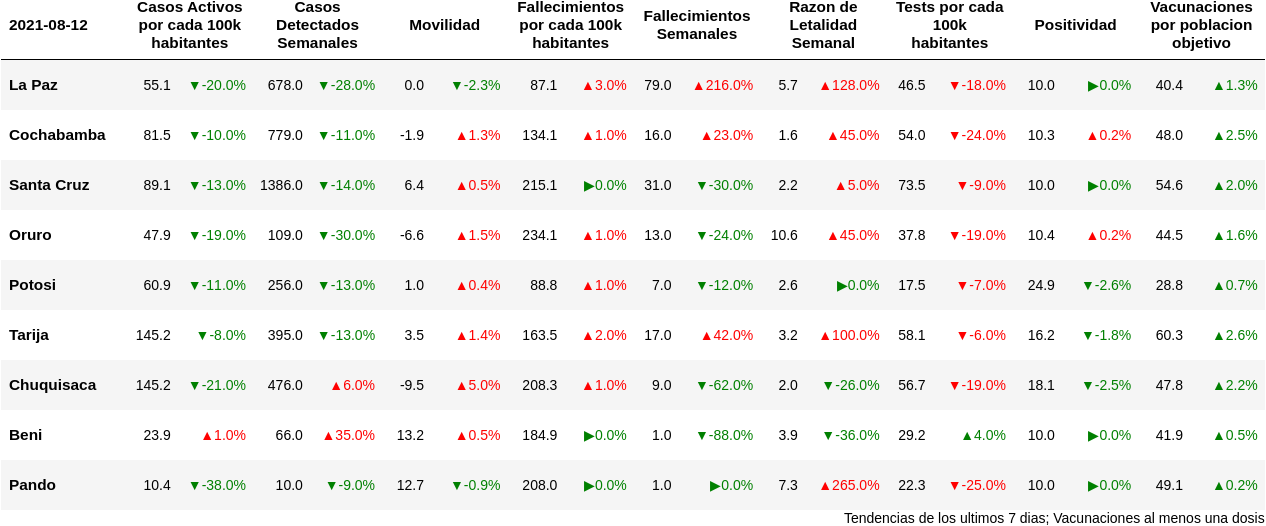 2021-08-12 Casos Activos por cada 100k habitantes Casos Detectados Semanales Movilidad Fallecimientos por cada 100k habitantes Fallecimientos Semanales Razon de Letalidad Semanal Tests por cada 100k habitantes Positividad Vacunaciones por poblacion objetivo
La Paz 55.1 ▼-20.0% 678.0 ▼-28.0% 0.0 ▼-2.3% 87.1 ▲3.0% 79.0 ▲216.0% 5.7 ▲128.0% 46.5 ▼-18.0% 10.0 ▶0.0% 40.4 ▲1.3%
Cochabamba 81.5 ▼-10.0% 779.0 ▼-11.0% -1.9 ▲1.3% 134.1 ▲1.0% 16.0 ▲23.0% 1.6 ▲45.0% 54.0 ▼-24.0% 10.3 ▲0.2% 48.0 ▲2.5%
Santa Cruz 89.1 ▼-13.0% 1386.0 ▼-14.0% 6.4 ▲0.5% 215.1 ▶0.0% 31.0 ▼-30.0% 2.2 ▲5.0% 73.5 ▼-9.0% 10.0 ▶0.0% 54.6 ▲2.0%
Oruro 47.9 ▼-19.0% 109.0 ▼-30.0% -6.6 ▲1.5% 234.1 ▲1.0% 13.0 ▼-24.0% 10.6 ▲45.0% 37.8 ▼-19.0% 10.4 ▲0.2% 44.5 ▲1.6%
Potosi 60.9 ▼-11.0% 256.0 ▼-13.0% 1.0 ▲0.4% 88.8 ▲1.0% 7.0 ▼-12.0% 2.6 ▶0.0% 17.5 ▼-7.0% 24.9 ▼-2.6% 28.8 ▲0.7%
Tarija 145.2 ▼-8.0% 395.0 ▼-13.0% 3.5 ▲1.4% 163.5 ▲2.0% 17.0 ▲42.0% 3.2 ▲100.0% 58.1 ▼-6.0% 16.2 ▼-1.8% 60.3 ▲2.6%
Chuquisaca 145.2 ▼-21.0% 476.0 ▲6.0% -9.5 ▲5.0% 208.3 ▲1.0% 9.0 ▼-62.0% 2.0 ▼-26.0% 56.7 ▼-19.0% 18.1 ▼-2.5% 47.8 ▲2.2%
Beni 23.9 ▲1.0% 66.0 ▲35.0% 13.2 ▲0.5% 184.9 ▶0.0% 1.0 ▼-88.0% 3.9 ▼-36.0% 29.2 ▲4.0% 10.0 ▶0.0% 41.9 ▲0.5%
Pando 10.4 ▼-38.0% 10.0 ▼-9.0% 12.7 ▼-0.9% 208.0 ▶0.0% 1.0 ▶0.0% 7.3 ▲265.0% 22.3 ▼-25.0% 10.0 ▶0.0% 49.1 ▲0.2%
Tendencias de los ultimos 7 dias; Vacunaciones al menos una dosis